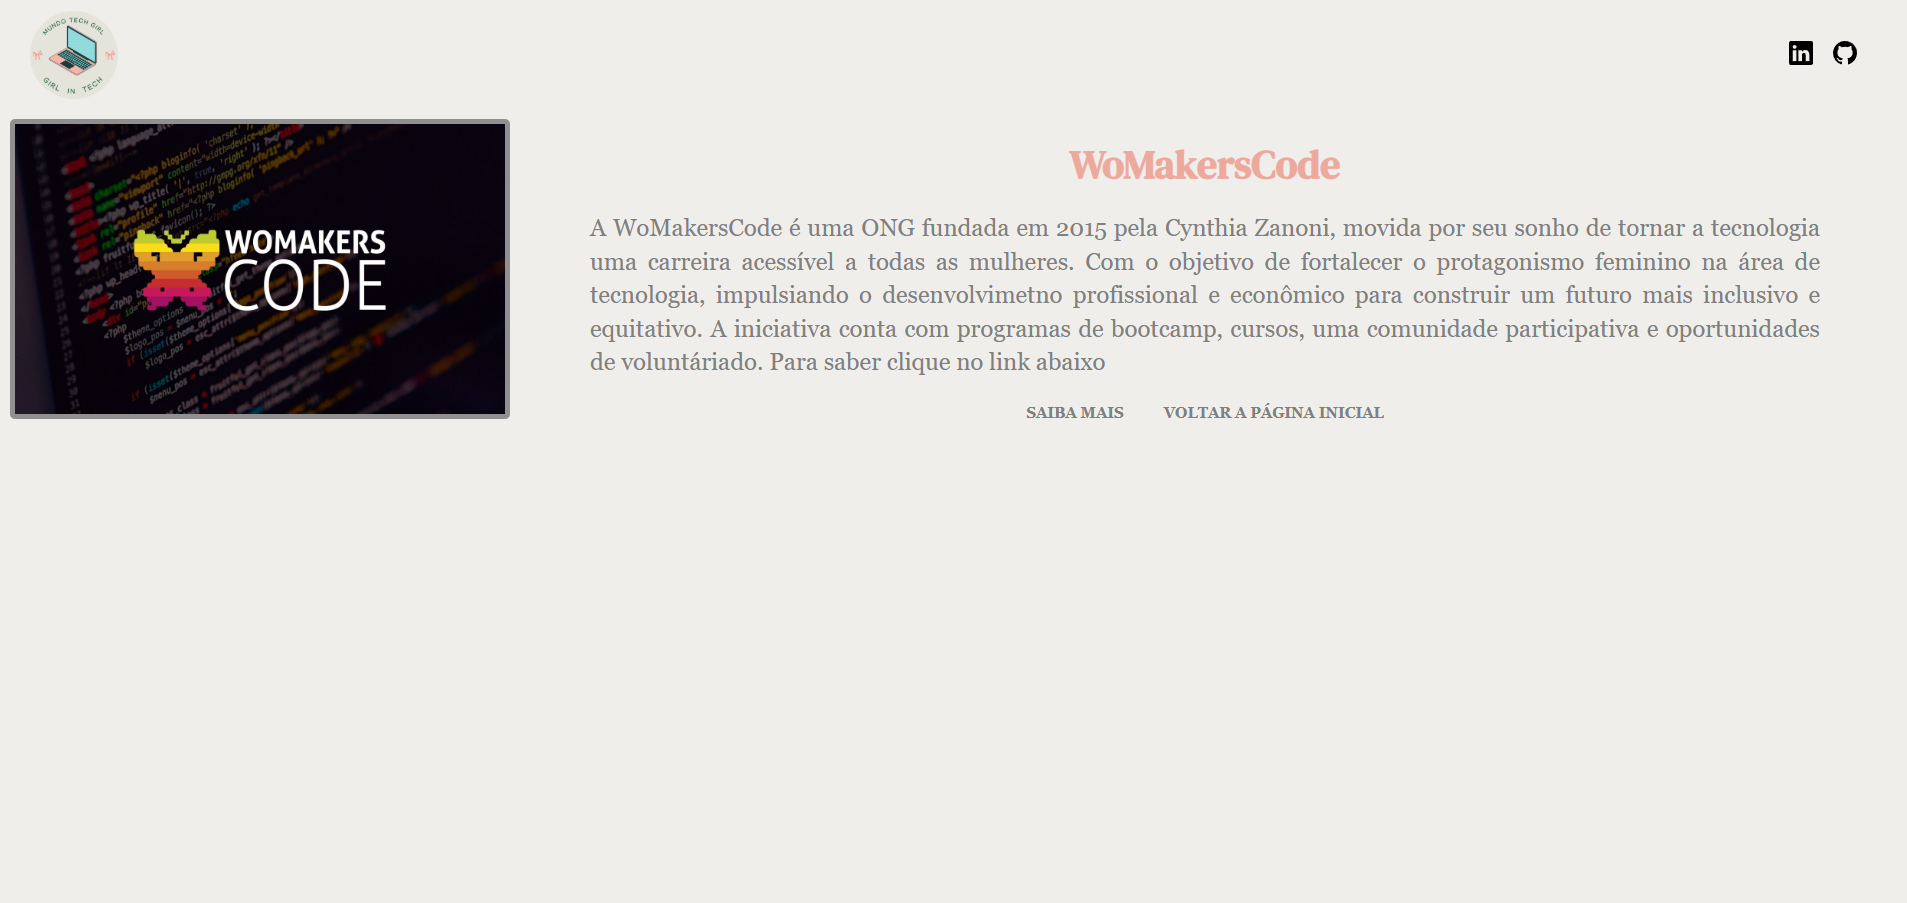 MUNDO TECH GIRL
GIRL IN TECH
WOMAKERS
CODE
WoMakersCode
A WoMakersCode é uma ONG fundada em 2015 pela Cynthia Zanoni, movida por seu sonho de tornar a tecnologia
uma carreira acessível a todas as mulheres. Com o objetivo de fortalecer o protagonismo feminino na área de
tecnologia, impulsiando o desenvolvimetno profissional e econômico para construir um futuro mais inclusivo e
equitativo. A iniciativa conta com programas de bootcamp, cursos, uma comunidade participativa e oportunidades
de voluntáriado. Para saber clique no link abaixo
SAIBA MAIS
VOLTAR A PÁGINA INICIAL